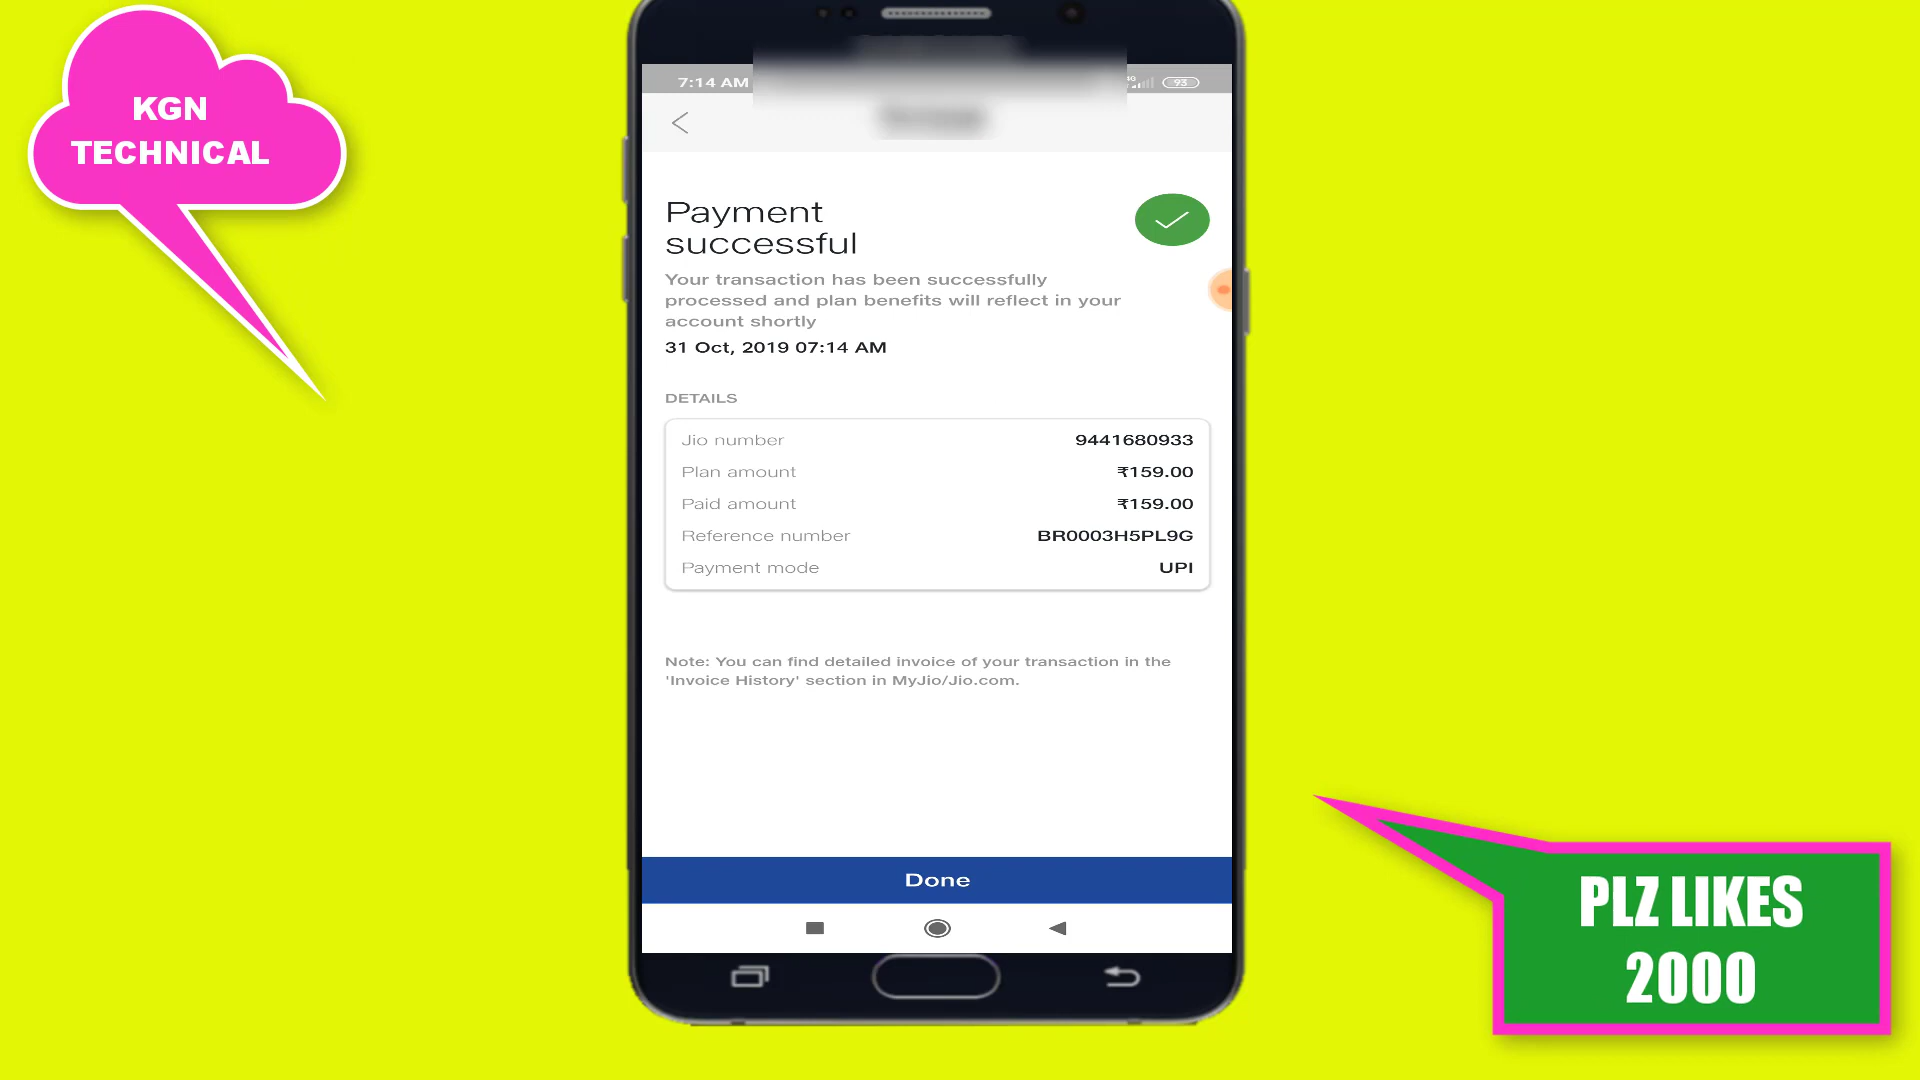 KGN
TECHNICAL
7:14 AM
4G
93
Payment
successful
Your transaction has been successfully
processed and plan benefits will reflect in your
account shortly
31 Oct, 2019 07:14 AM
DETAILS
Jio number 9441680933
Plan amount ₹159.00
Paid amount ₹159.00
Reference number BR0003H5PL9G
Payment mode UPI
Note: You can find detailed invoice of your transaction in the
'Invoice History' section in MyJio/Jio.com.
Done
PLZ LIKES
2000